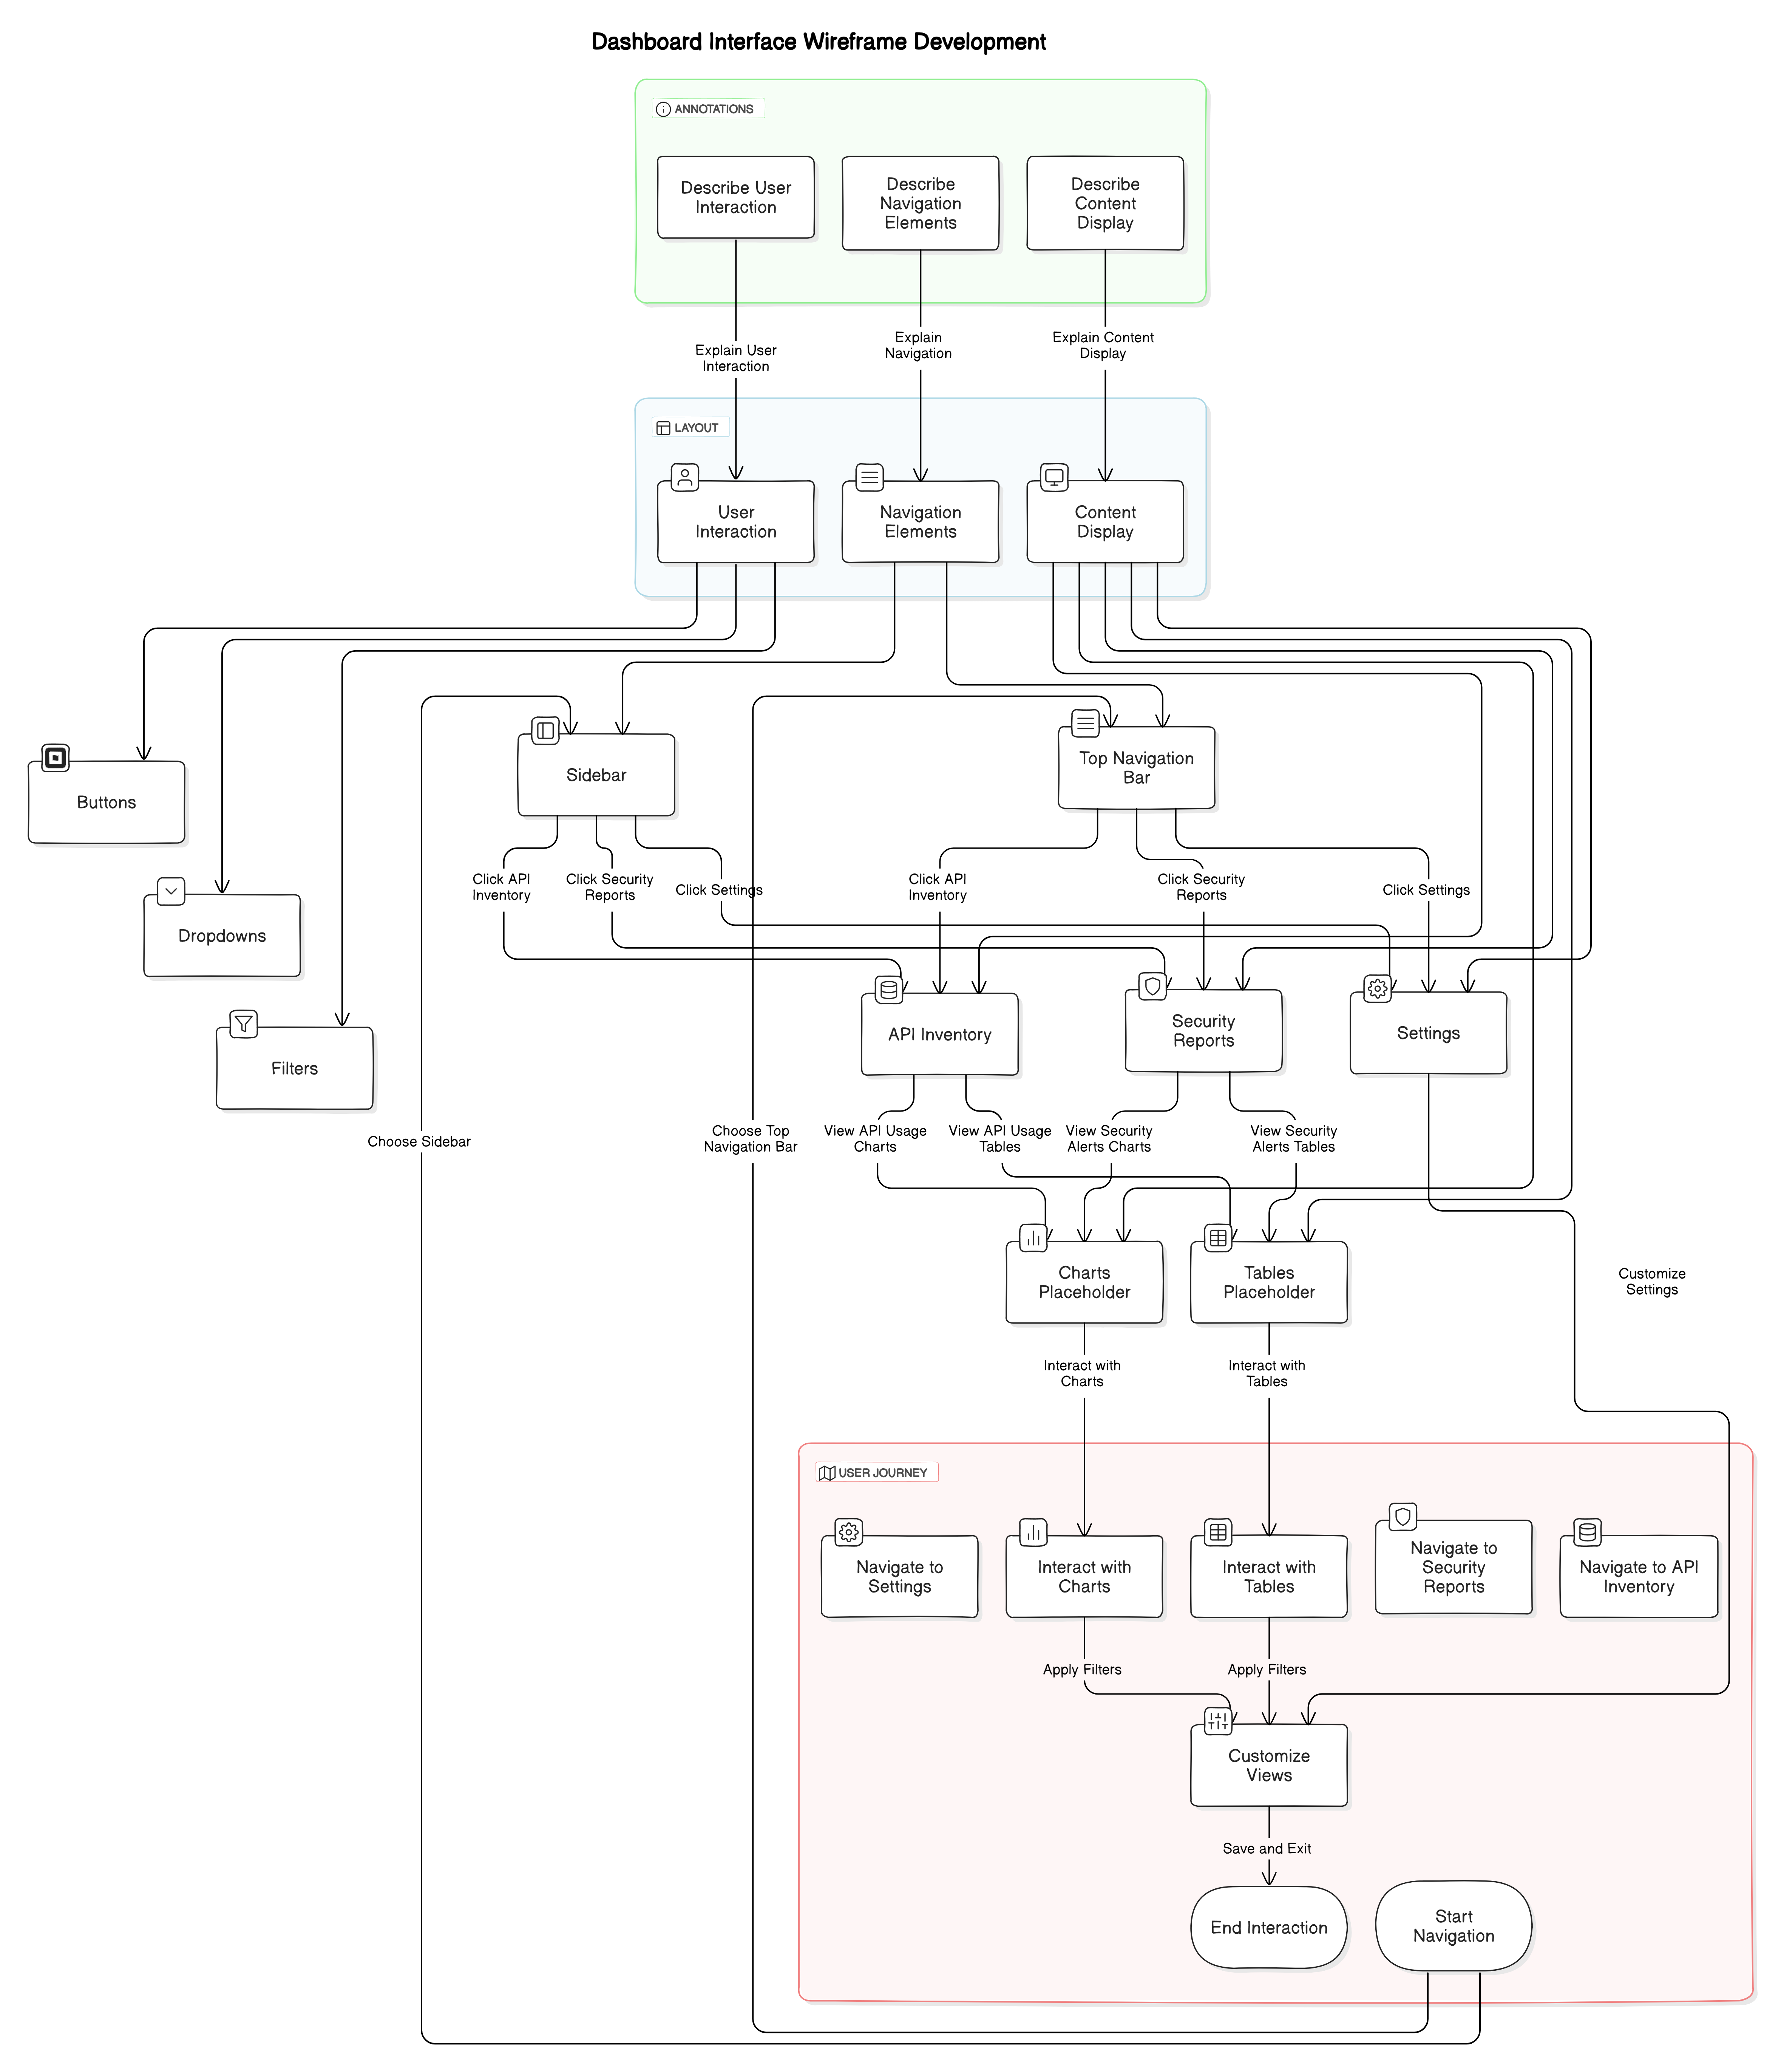 Dashboard Interface Wireframe Development
ANNOTATIONS
Describe User
Interaction
Describe
Navigation
Elements
Describe
Content
Display
Explain User
Interaction
Explain
Navigation
Explain Content
Display
LAYOUT
User
Interaction
Navigation
Elements
Content
Display
Buttons
Dropdowns
Filters
Sidebar
Top Navigation
Bar
Click API
Inventory
Click Security
Reports
Click Settings
Click API
Inventory
Click Security
Reports
Click Settings
API Inventory
Security
Reports
Settings
Choose Sidebar
Choose Top
Navigation Bar
View API Usage
Charts
View API Usage
Tables
View Security
Alerts Charts
View Security
Alerts Tables
Charts
Placeholder
Tables
Placeholder
Customize
Settings
Interact with
Charts
Interact with
Tables
USER JOURNEY
Navigate to
Settings
Interact with
Charts
Interact with
Tables
Navigate to
Security
Reports
Navigate to API
Inventory
Apply Filters
Apply Filters
Customize
Views
Save and Exit
End Interaction
Start
Navigation